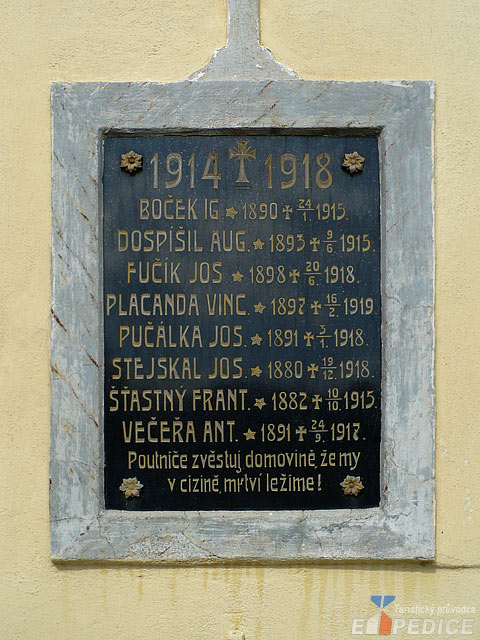 1914 ✝ 1918
BOČEK IG ★ 1890 ✝ 24/1. 1915.
DOSPÍŠIL AUG. ★ 1893 ✝ 9/6. 1915.
FUČÍK JOS. ★ 1898 ✝ 20/6. 1918.
PLACANDA VINC. ★ 1897 ✝ 16/2. 1919.
PUČÁLKA JOS. ★ 1891 ✝ 3/1. 1918.
STEJSKAL JOS. ★ 1880 ✝ 19/12. 1918.
ŠŤASTNÝ FRANT. ★ 1882 ✝ 10/10. 1915.
VEČEŘA ANT. ★ 1891 ✝ 24/9. 1917.
Poutniče zvěstuj domovině, že my
v cizině, mrtví ležíme!
Turistický průvodce
EXPEDICE